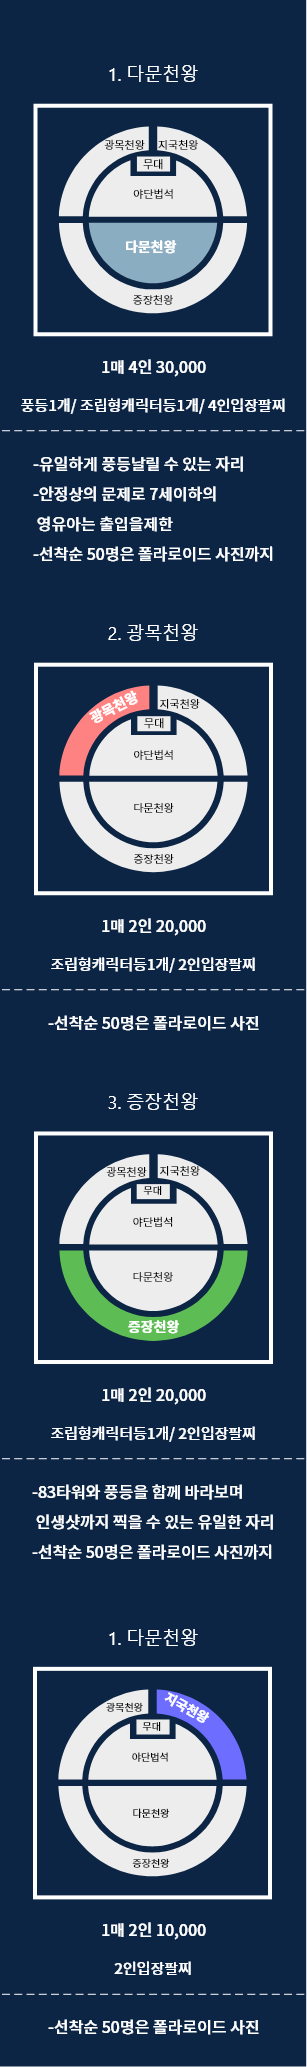 1. 다문천왕
광목천왕 지국천왕
무대
야단법석
다문천왕
증장천왕
1매 4인 30,000
풍등1개/ 조립형캐릭터등1개/ 4인입장팔찌
-유일하게 풍등날릴 수 있는 자리
-안정상의 문제로 7세이하의
영유아는 출입을제한
-선착순 50명은 폴라로이드 사진까지
2. 광목천왕
광목천왕 지국천왕
무대
야단법석
다문천왕
증장천왕
1매 2인 20,000
조립형캐릭터등1개/ 2인입장팔찌
-선착순 50명은 폴라로이드 사진
3. 증장천왕
광목천왕 지국천왕
무대
야단법석
다문천왕
증장천왕
1매 2인 20,000
조립형캐릭터등1개/ 2인입장팔찌
-83타워와 풍등을 함께 바라보며
인생샷까지 찍을 수 있는 유일한 자리
-선착순 50명은 폴라로이드 사진까지
1. 다문천왕
광목천왕 지국천왕
무대
야단법석
다문천왕
증장천왕
1매 2인 10,000
2인입장팔찌
-선착순 50명은 폴라로이드 사진